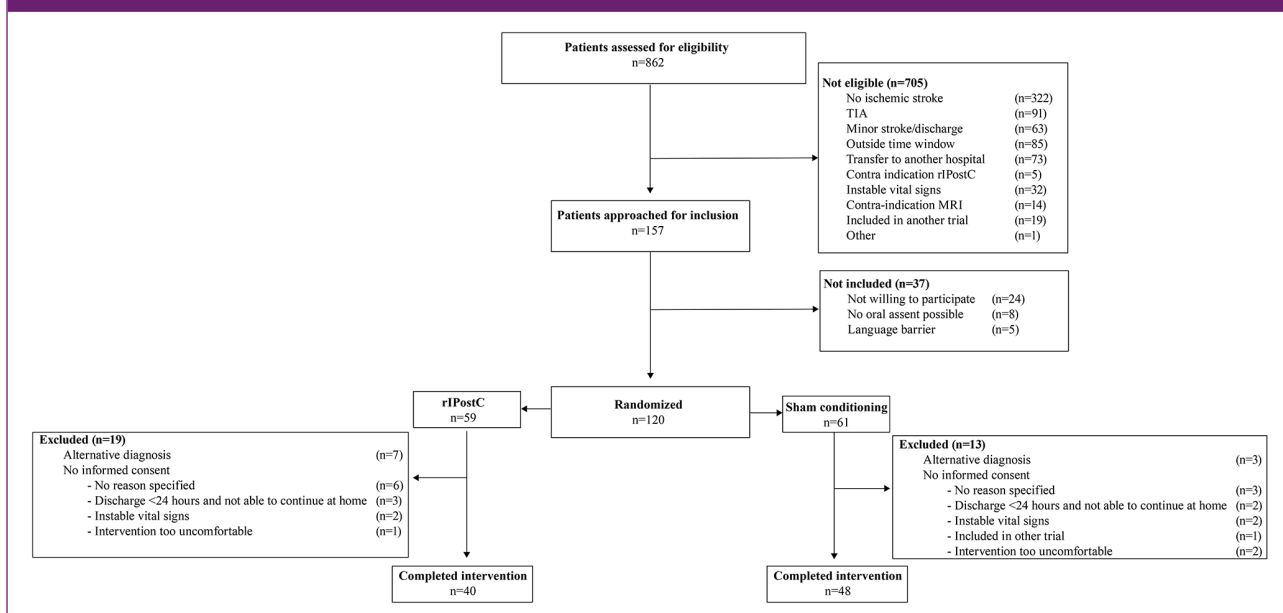 Patients assessed for eligibility
n=862
Not eligible (n=705)
No ischemic stroke (n=322)
TIA (n=91)
Minor stroke/discharge (n=63)
Outside time window (n=85)
Transfer to another hospital (n=73)
Contra indication rIPostC (n=5)
Instable vital signs (n=32)
Contra-indication MRI (n=14)
Included in another trial (n=19)
Other (n=1)
Patients approached for inclusion
n=157
Not included (n=37)
Not willing to participate (n=24)
No oral assent possible (n=8)
Language barrier (n=5)
rIPostC
n=59
Randomized
n=120
Sham conditioning
n=61
Excluded (n=19)
Alternative diagnosis (n=7)
No informed consent
- No reason specified (n=6)
- Discharge <24 hours and not able to continue at home (n=3)
- Instable vital signs (n=2)
- Intervention too uncomfortable (n=1)
Excluded (n=13)
Alternative diagnosis (n=3)
No informed consent
- No reason specified (n=3)
- Discharge <24 hours and not able to continue at home (n=2)
- Instable vital signs (n=2)
- Included in other trial (n=1)
- Intervention too uncomfortable (n=2)
Completed intervention
n=40
Completed intervention
n=48